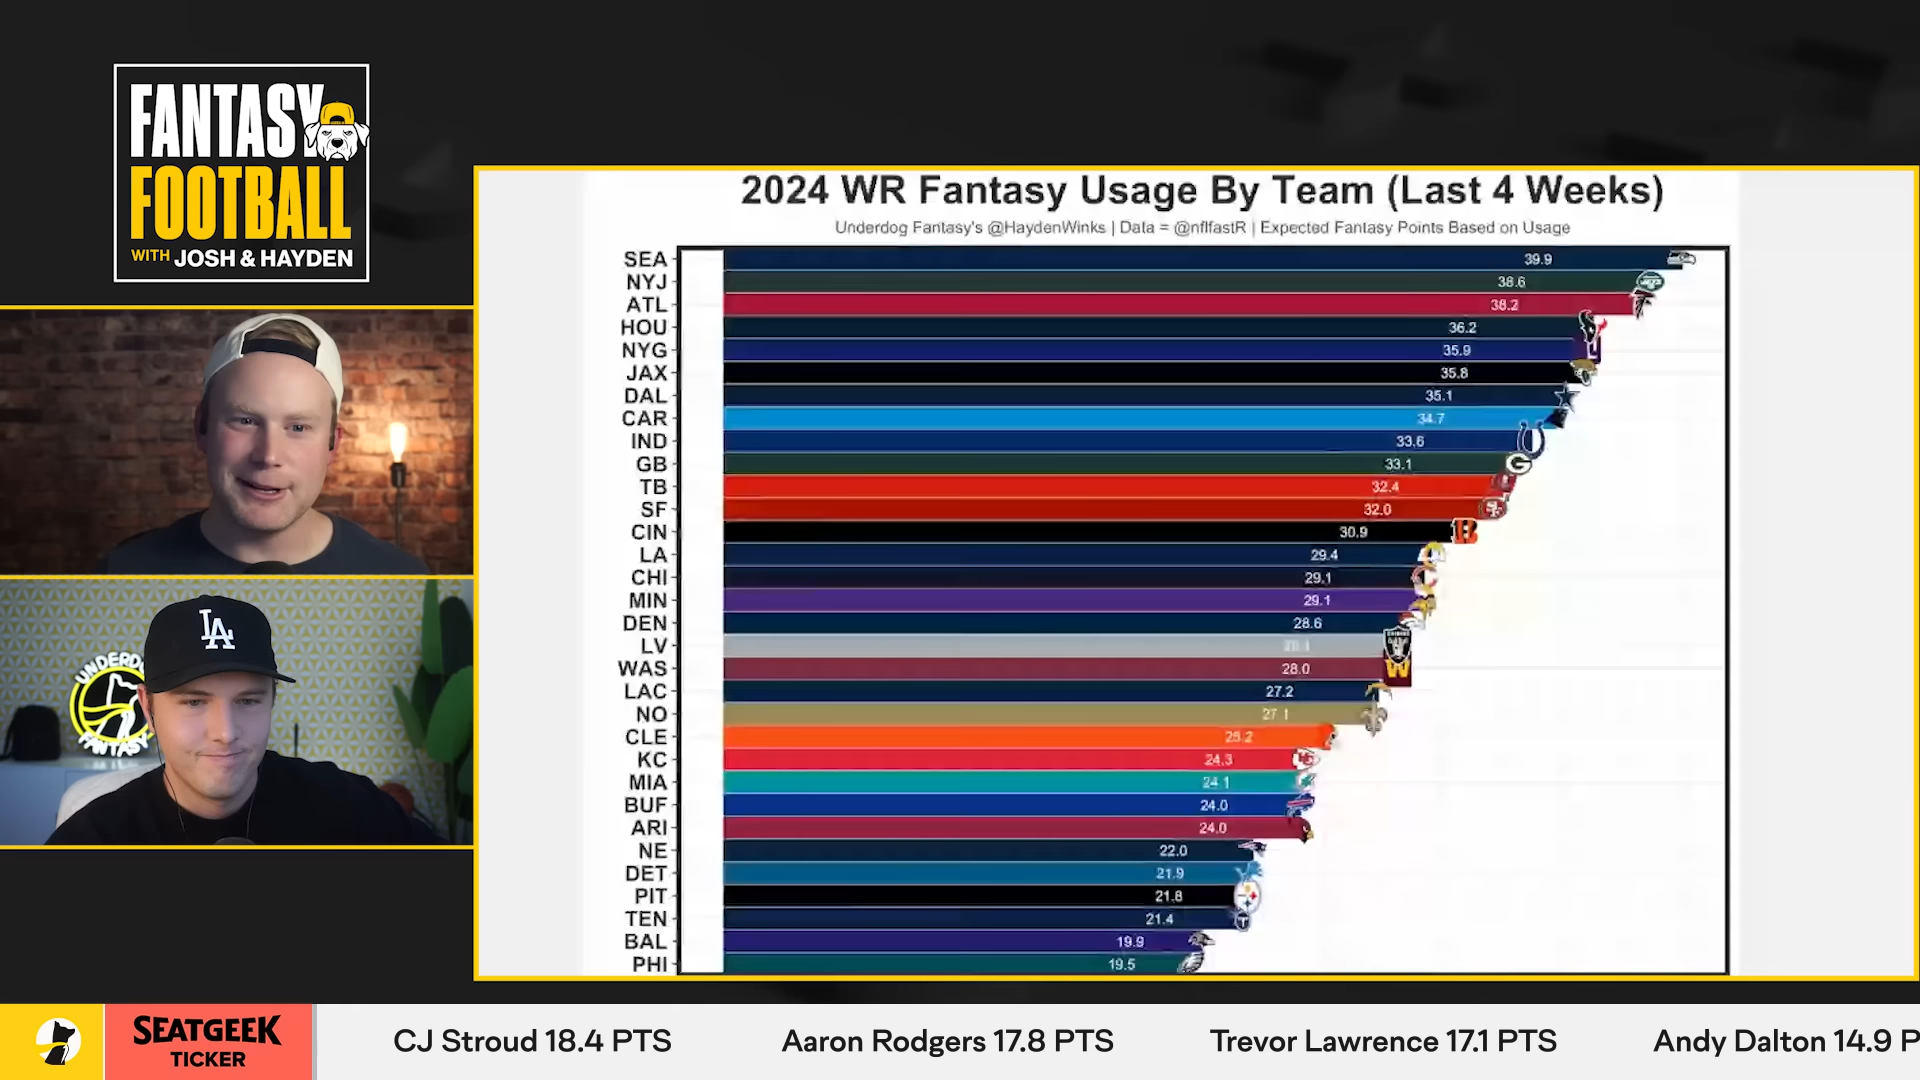 FANTASY
FOOTBALL
WITH JOSH & HAYDEN
2024 WR Fantasy Usage By Team (Last 4 Weeks)
Underdog Fantasy's @HaydenWinks | Data = @nflfastR | Expected Fantasy Points Based on Usage
SEA 39.9
NYJ 38.6
ATL 38.2
HOU 36.2
NYG 35.9
JAX 35.8
DAL 35.1
CAR 34.7
IND 33.6
GB 33.1
TB 32.4
SF 32.0
CIN 30.9
LA 29.4
CHI 29.1
MIN 29.1
DEN 28.6
LV
WAS 28.0
LAC 27.2
NO 27.1
CLE 25.2
KC 24.3
MIA 24.1
BUF 24.0
ARI 24.0
NE 22.0
DET 21.9
PIT 21.8
TEN 21.4
BAL 19.9
PHI 19.5
LA
UNDERDO
FANTASY
SEATGEEK
TICKER
CJ Stroud 18.4 PTS
Aaron Rodgers 17.8 PTS
Trevor Lawrence 17.1 PTS
Andy Dalton 14.9 P